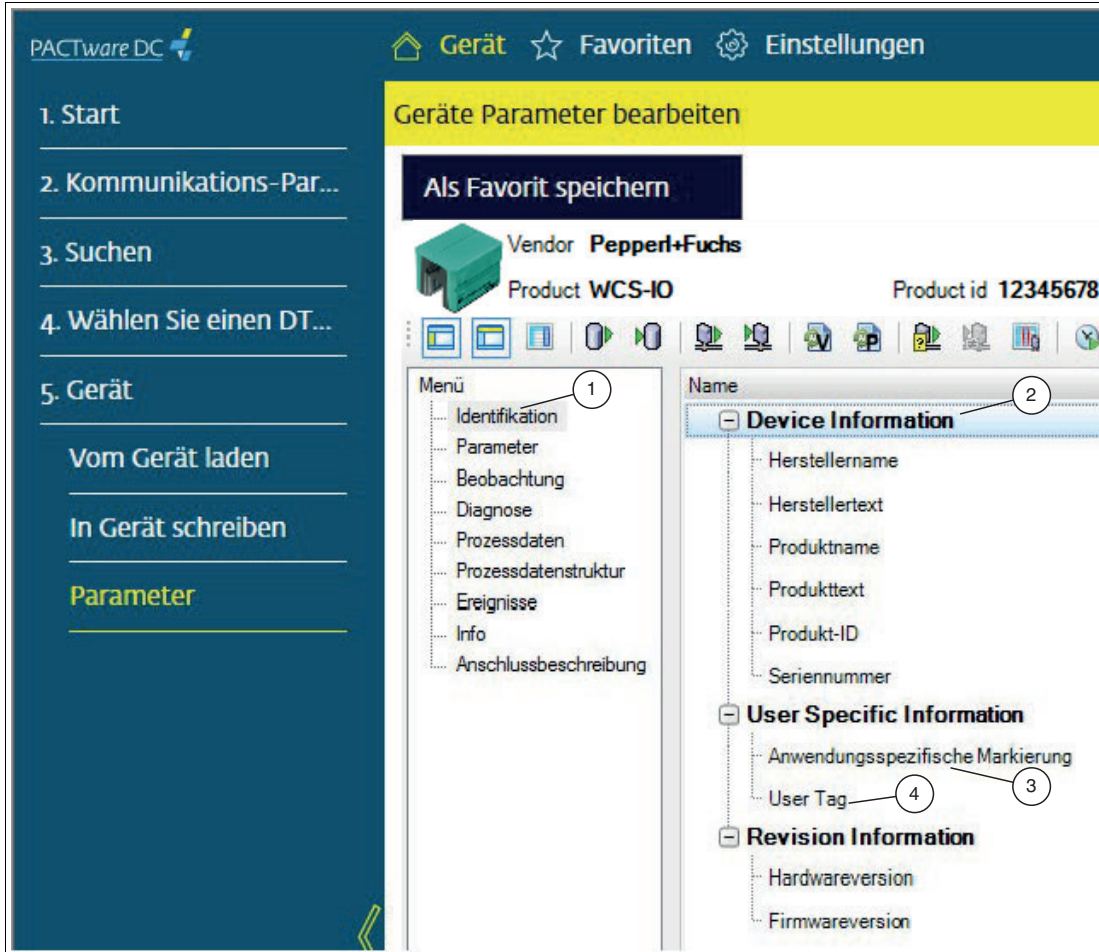 PACTware DC
Gerät Favoriten Einstellungen
1. Start
2. Kommunikations-Par...
3. Suchen
4. Wählen Sie einen DT...
5. Gerät
Vom Gerät laden
In Gerät schreiben
Parameter
Geräte Parameter bearbeiten
Als Favorit speichern
Vendor Pepperl+Fuchs
Product WCS-IO Product id 12345678
V P
Menü
1
Identifikation
Parameter
Beobachtung
Diagnose
Prozessdaten
Prozessdatenstruktur
Ereignisse
Info
Anschlussbeschreibung
Name
2
Device Information
Herstellername
Herstellertext
Produktname
Produkttext
Produkt-ID
Seriennummer
User Specific Information
Anwendungsspezifische Markierung
3
User Tag
4
Revision Information
Hardwareversion
Firmwareversion